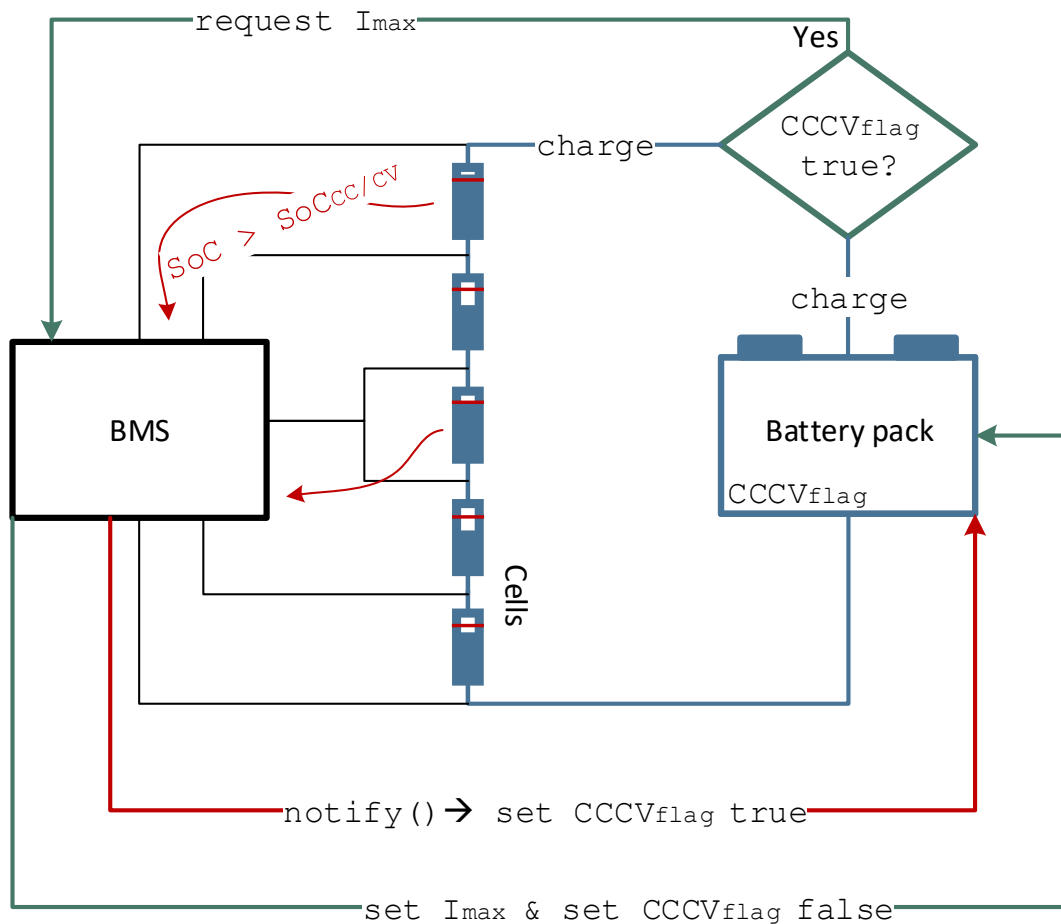 request Imax
Yes
CCCVflag
true?
charge
SoC > SoCCC/CV
charge
BMS
Battery pack
CCCVflag
Cells
notify()→ set CCCVflag true
set Imax & set CCCVflag false